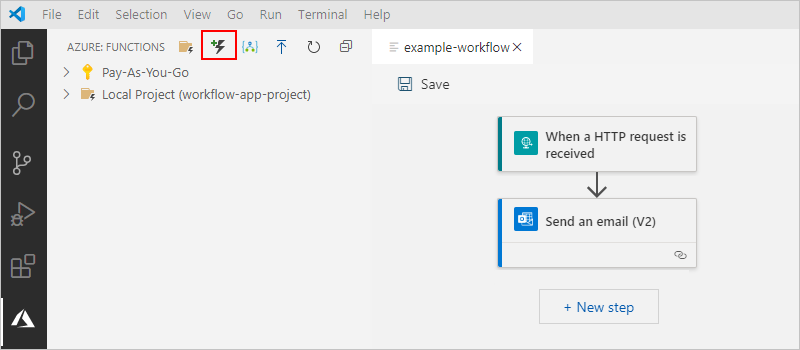 File Edit Selection View Go Run Terminal Help
AZURE: FUNCTIONS
Pay-As-You-Go
Local Project (workflow-app-project)
example-workflow
Save
When a HTTP request is
received
Send an email (V2)
+ New step